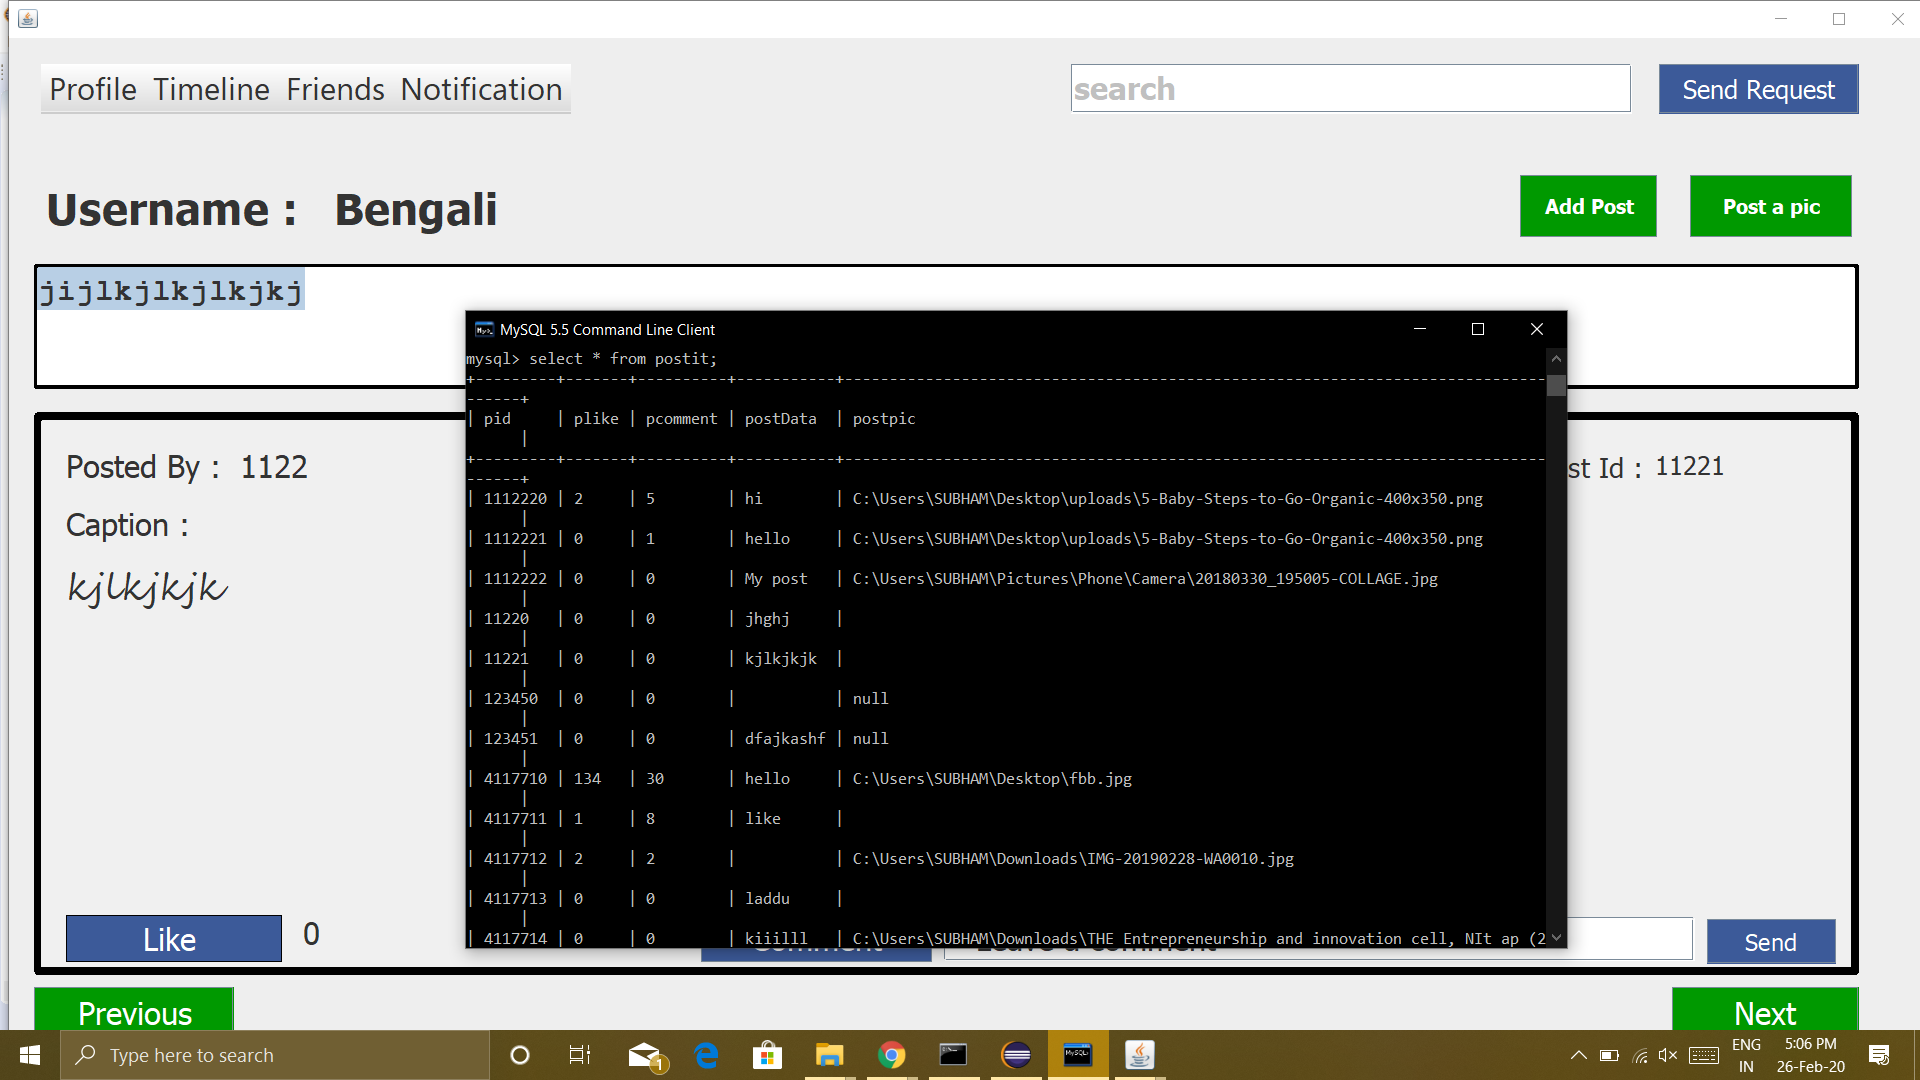 Profile Timeline Friends Notification
search
Send Request
Username : Bengali
Add Post
Post a pic
jijlkjlkjlkjkj
MySQL 5.5 Command Line Client
mysql> select * from postit;
+---------+-------+----------+-----------+------------------------------------------------------------------------------
------+
| pid     | plike | pcomment | postData  | postpic
      |
+---------+-------+----------+-----------+------------------------------------------------------------------------------
------+
| 1112220 | 2     | 5        | hi        | C:\Users\SUBHAM\Desktop\uploads\5-Baby-Steps-to-Go-Organic-400x350.png
      |
| 1112221 | 0     | 1        | hello     | C:\Users\SUBHAM\Desktop\uploads\5-Baby-Steps-to-Go-Organic-400x350.png
      |
| 1112222 | 0     | 0        | My post   | C:\Users\SUBHAM\Pictures\Phone\Camera\20180330_195005-COLLAGE.jpg
      |
| 11220   | 0     | 0        | jhghj     |
      |
| 11221   | 0     | 0        | kjlkjkjk  |
      |
| 123450  | 0     | 0        |           | null
      |
| 123451  | 0     | 0        | dfajkashf | null
      |
| 4117710 | 134   | 30       | hello     | C:\Users\SUBHAM\Desktop\fbb.jpg
      |
| 4117711 | 1     | 8        | like      |
      |
| 4117712 | 2     | 2        |           | C:\Users\SUBHAM\Downloads\IMG-20190228-WA0010.jpg
      |
| 4117713 | 0     | 0        | laddu     |
      |
| 4117714 | 0     | 0        | kiiilll   | C:\Users\SUBHAM\Downloads\THE Entrepreneurship and innovation cell, NIt ap (2
Posted By : 1122
st Id : 11221
Caption :
kjlkjkjk
Like
0
Comment
Leave a comment
Send
Previous
Next
Type here to search
1
MySQL
ENG
IN
5:06 PM
26-Feb-20